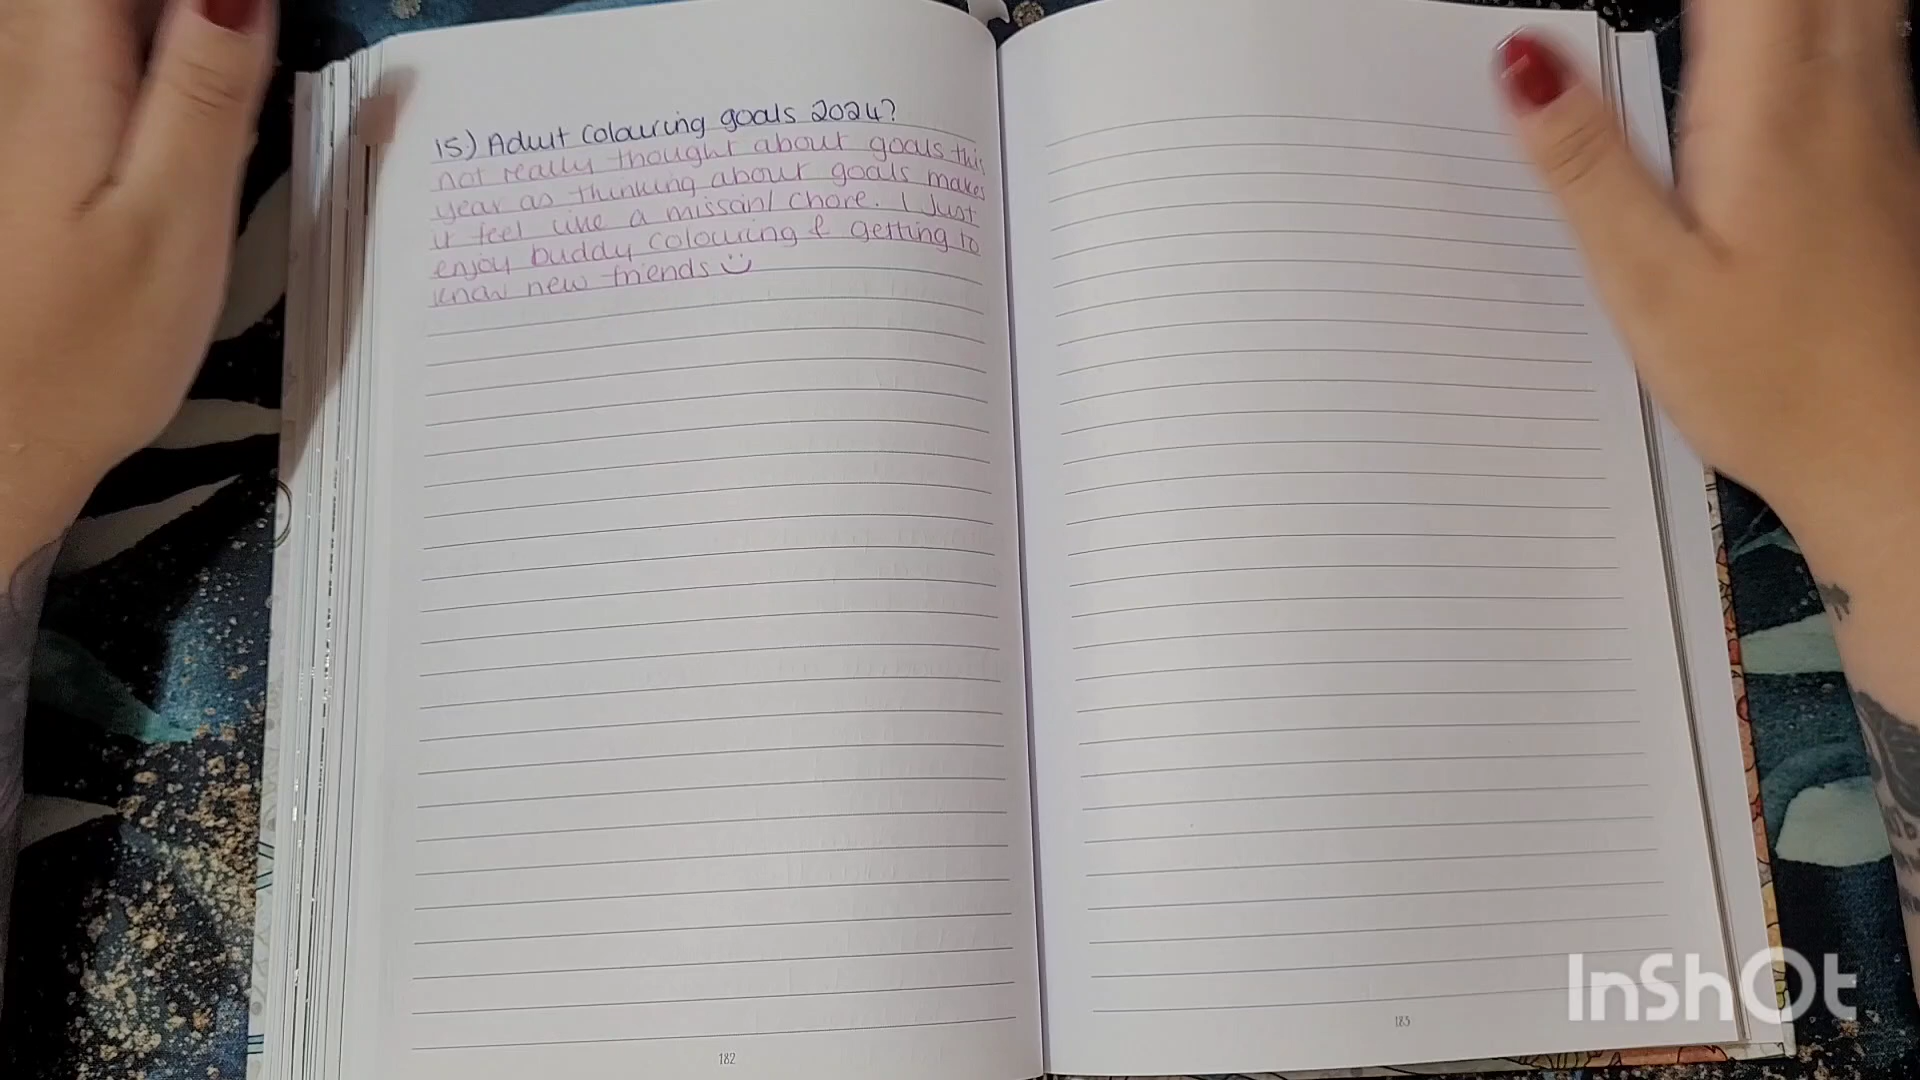 15.) Adult colouring goals 2024?
not really thought about goals this
year as thinking about goals makes
it feel like a missoin/ chore. I Just
enjoy buddy colouring & getting to
know new friends
182
183
InShOt